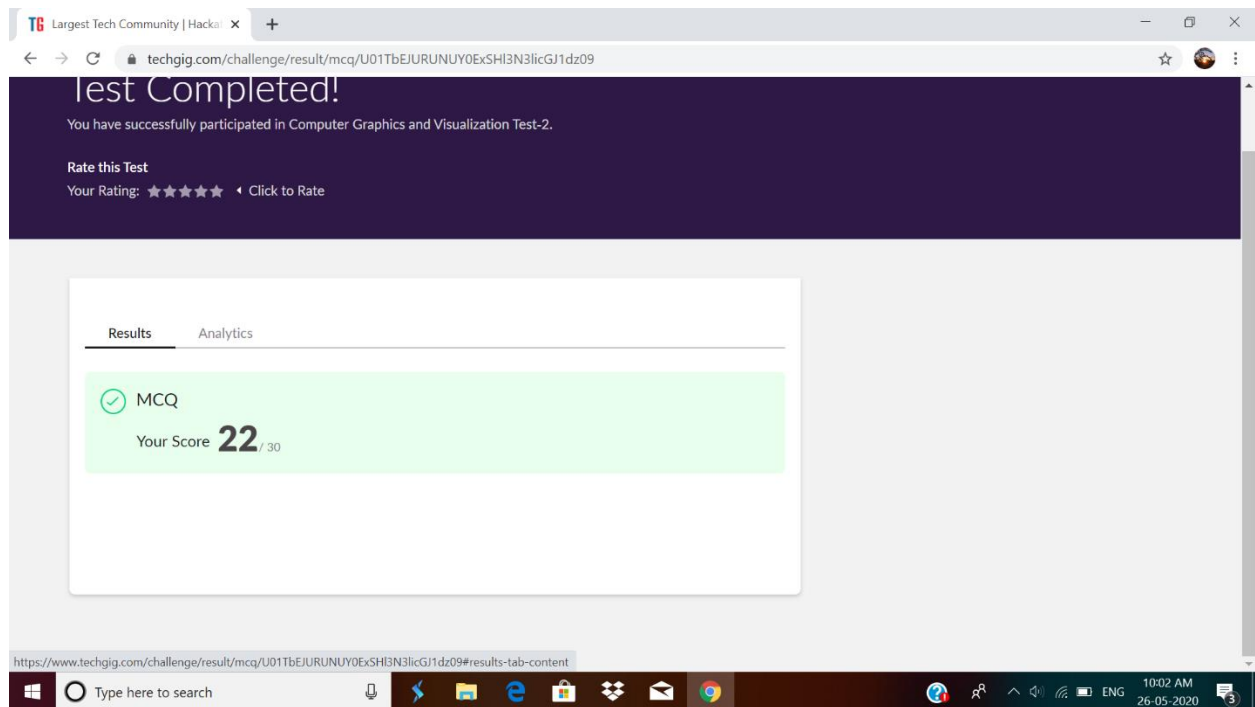 TG Largest Tech Community | Hacka
techgig.com/challenge/result/mcq/U01TbEJURUNUY0ExSHl3N3licGJ1dz09
Test Completed!
You have successfully participated in Computer Graphics and Visualization Test-2.
Rate this Test
Your Rating: Click to Rate
Results Analytics
MCQ
Your Score 22 / 30
https://www.techgig.com/challenge/result/mcq/U01TbEJURUNUY0ExSHl3N3licGJ1dz09#results-tab-content
Type here to search
ENG
10:02 AM
26-05-2020
3